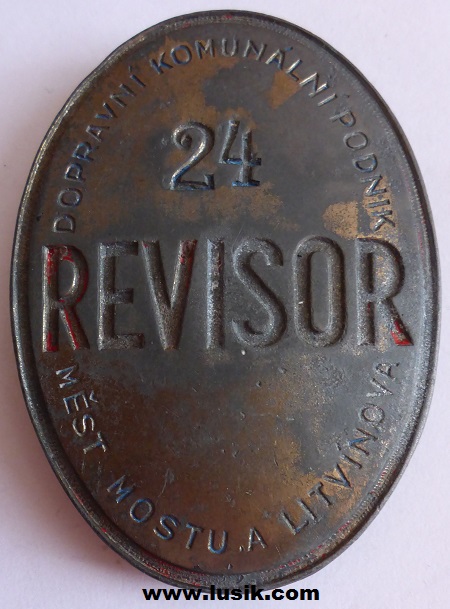 DOPRAVNÍ KOMUNÁLNÍ PODNIK
24
REVISOR
MĚST MOSTU A LITVÍNOVA
www.lusik.com